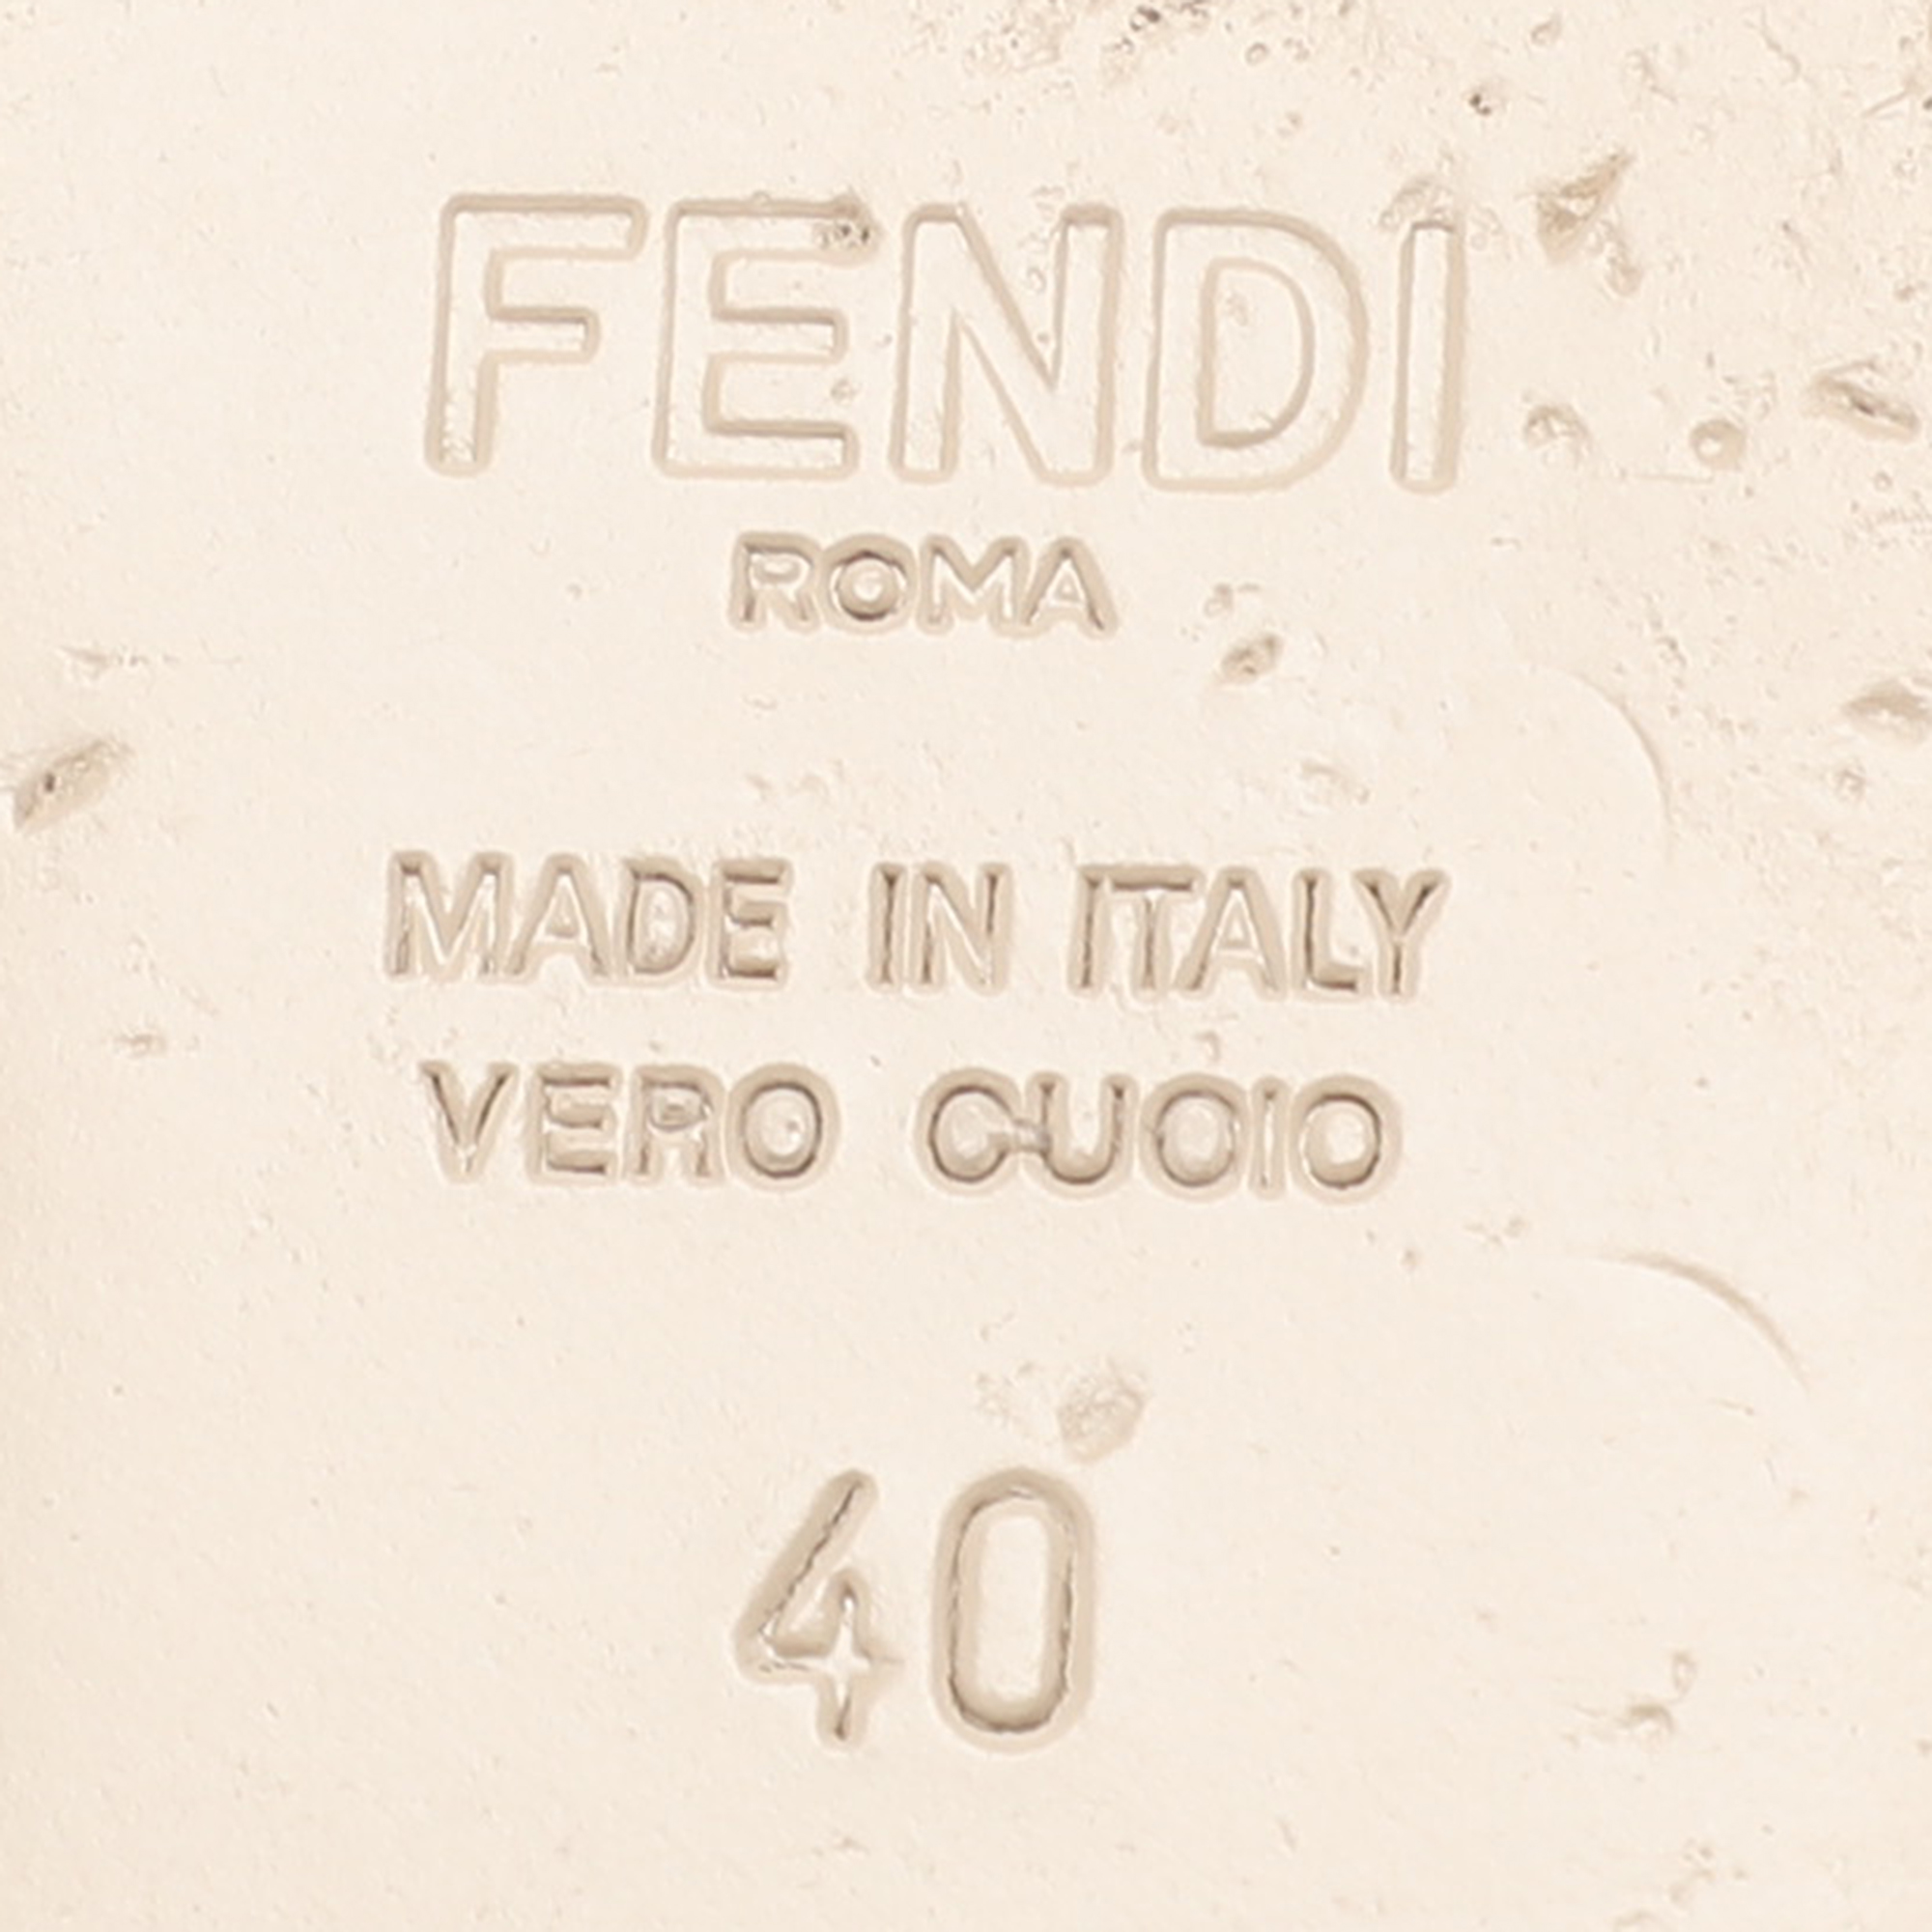 FENDI
ROMA
MADE IN ITALY
VERO CUOIO
40